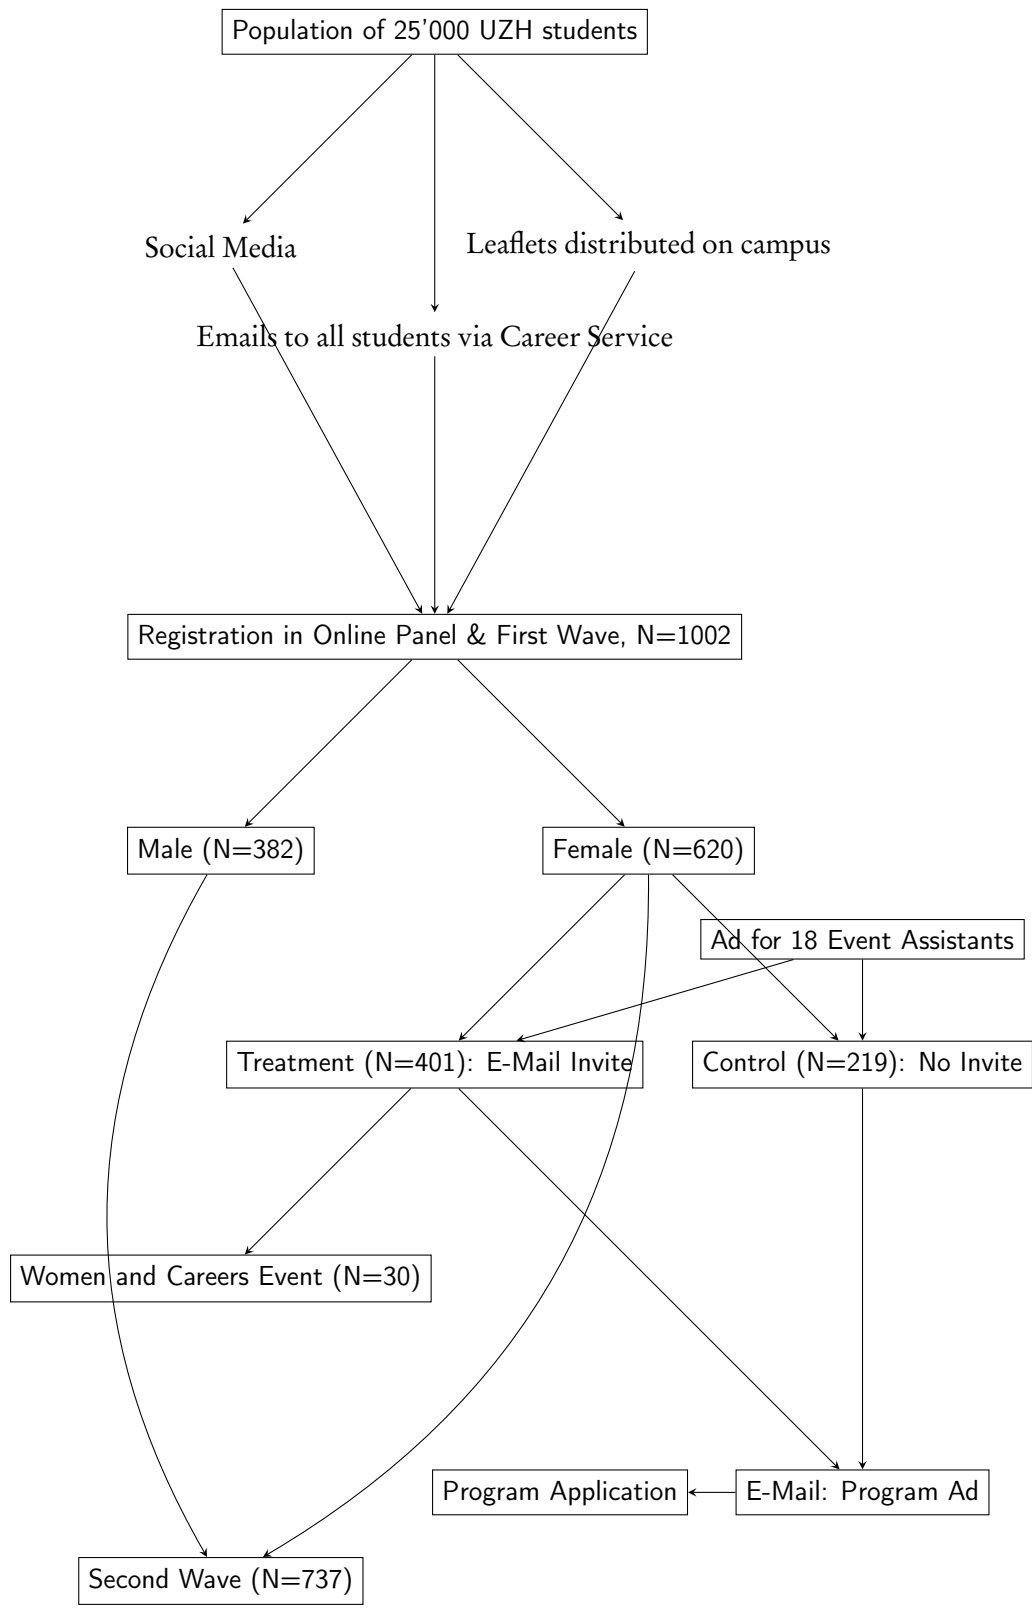 Population of 25’000 UZH students
Social Media
Leaflets distributed on campus
Emails to all students via Career Service
Registration in Online Panel & First Wave, N=1002
Male (N=382)
Female (N=620)
Ad for 18 Event Assistants
Treatment (N=401): E-Mail Invite
Control (N=219): No Invite
Women and Careers Event (N=30)
Program Application
E-Mail: Program Ad
Second Wave (N=737)